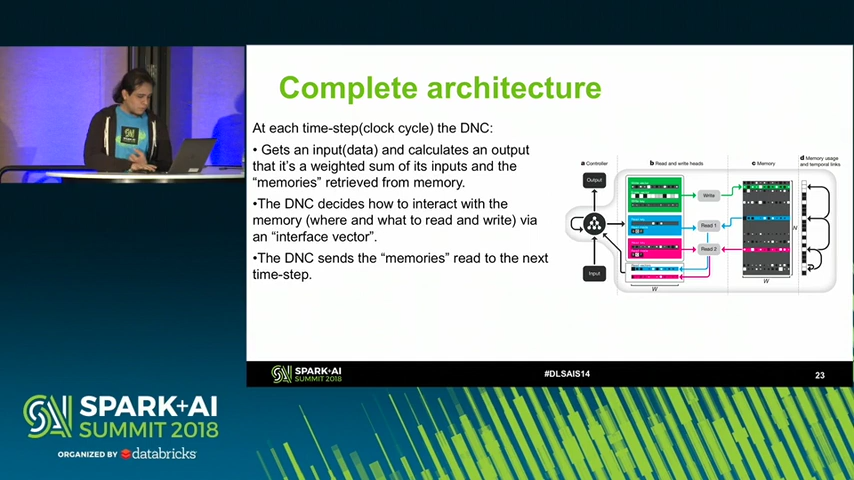 Complete architecture
At each time-step(clock cycle) the DNC:
• Gets an input(data) and calculates an output
that it's a weighted sum of its inputs and the
"memories" retrieved from memory.
•The DNC decides how to interact with the
memory (where and what to read and write) via
an "interface vector".
•The DNC sends the "memories" read to the next
time-step.
a Controller
b Read and write heads
c Memory
d Memory usage
and temporal links
Output
Write
Read 1
Read 2
Input
N
W
W
SPARK+AI
SUMMIT 2018
#DLSAIS14
23
SPARK+AI
SUMMIT 2018
ORGANIZED BY databricks